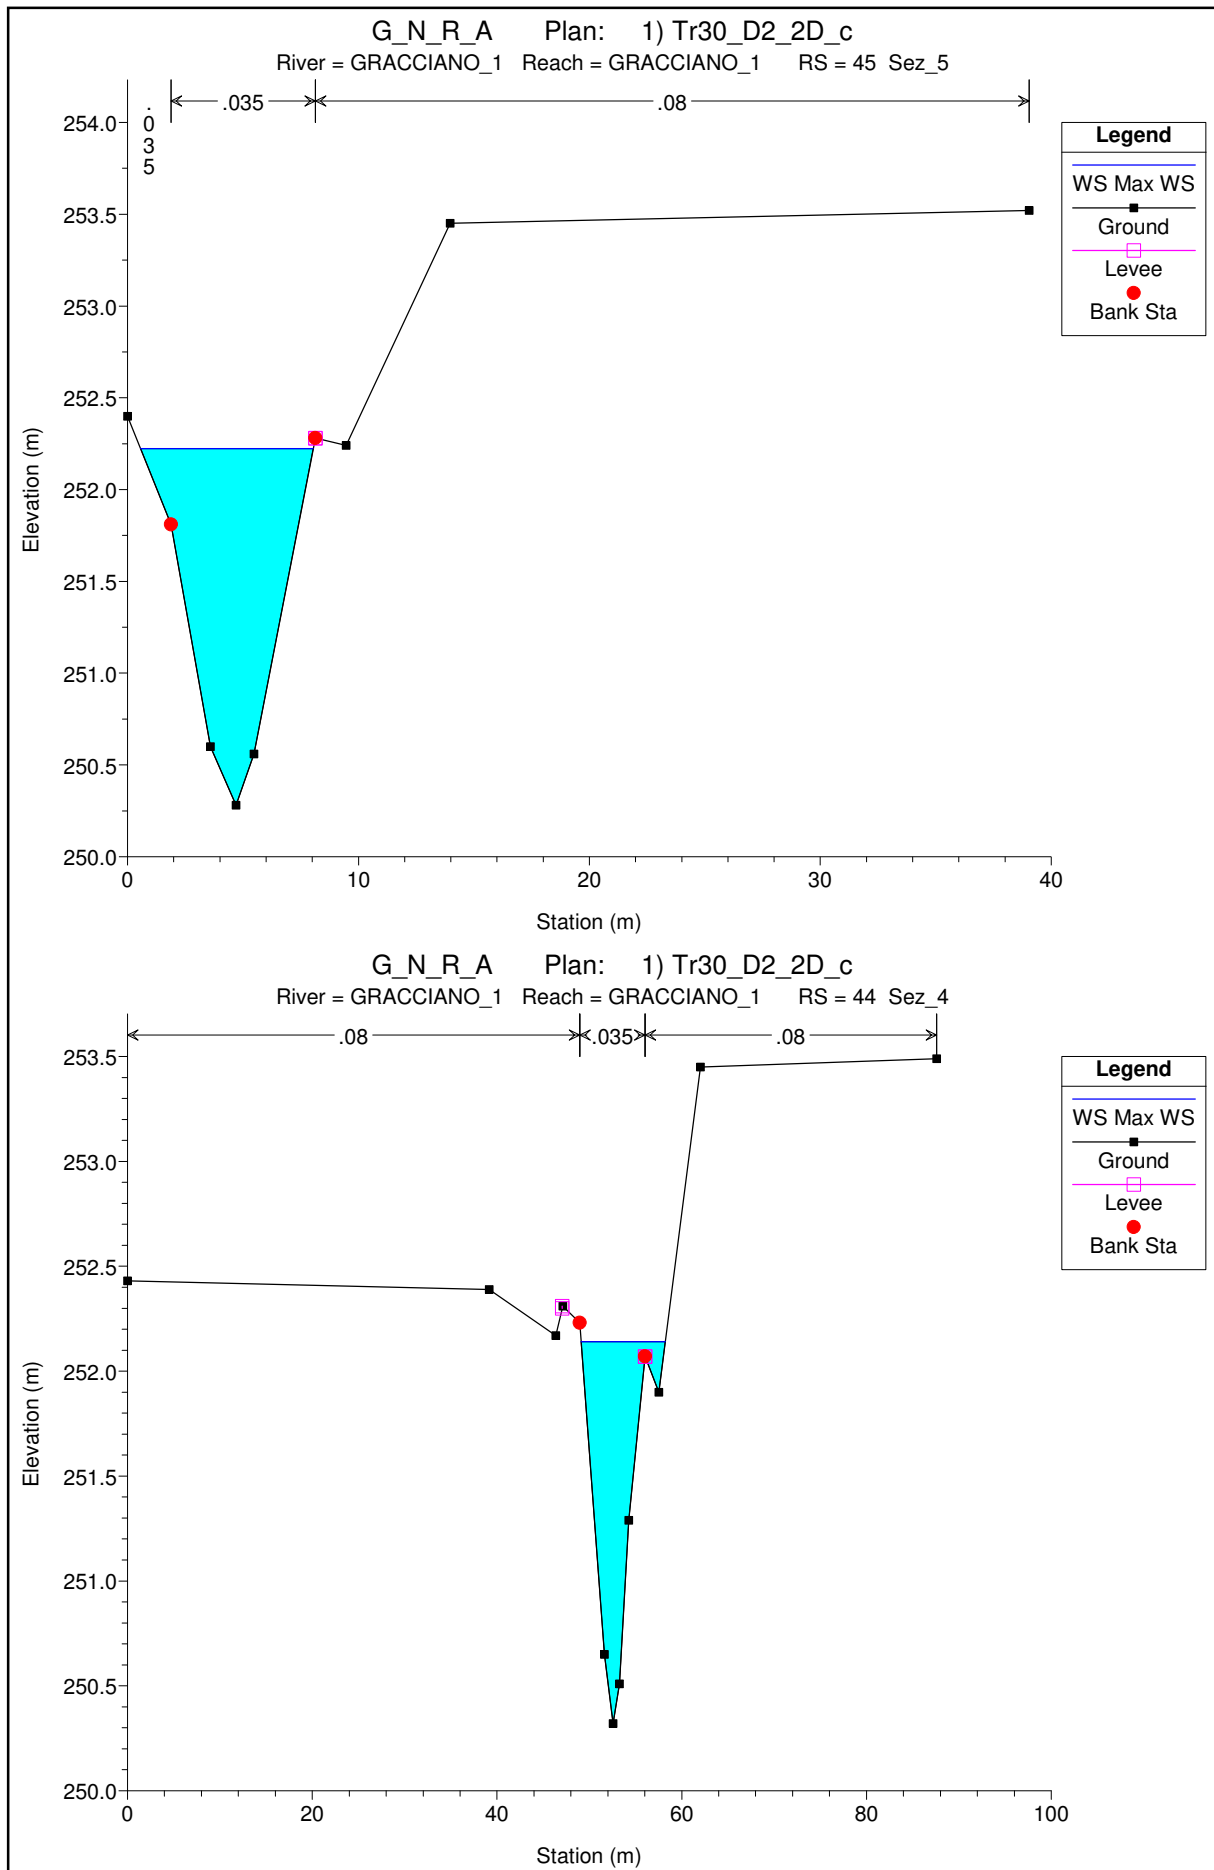 G_N_R_A Plan: 1) Tr30_D2_2D_c
River = GRACCIANO_1 Reach = GRACCIANO_1 RS = 45 Sez_5
.035
.035
.08
254.0
253.5
253.0
252.5
252.0
251.5
251.0
250.5
250.0
Elevation (m)
0 10 20 30 40
Station (m)
Legend
WS Max WS
Ground
Levee
Bank Sta
G_N_R_A Plan: 1) Tr30_D2_2D_c
River = GRACCIANO_1 Reach = GRACCIANO_1 RS = 44 Sez_4
.08
.035
.08
253.5
253.0
252.5
252.0
251.5
251.0
250.5
250.0
Elevation (m)
0 20 40 60 80 100
Station (m)
Legend
WS Max WS
Ground
Levee
Bank Sta